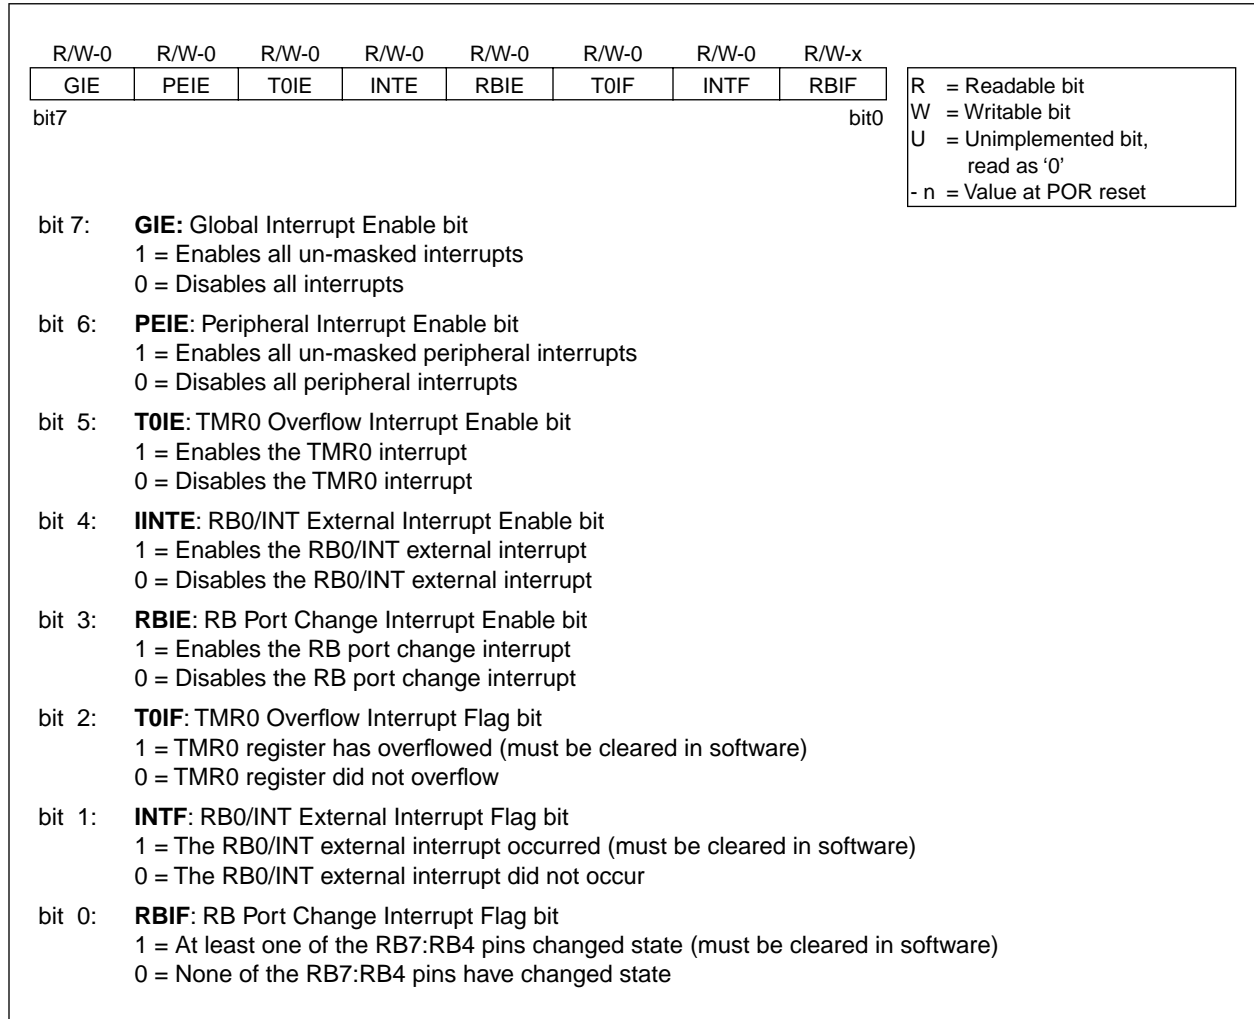 R/W-0 R/W-0 R/W-0 R/W-0 R/W-0 R/W-0 R/W-0 R/W-x
GIE PEIE T0IE INTE RBIE T0IF INTF RBIF
bit7 bit0
R = Readable bit
W = Writable bit
U = Unimplemented bit,
read as ‘0’
- n = Value at POR reset
bit 7: GIE: Global Interrupt Enable bit
1 = Enables all un-masked interrupts
0 = Disables all interrupts
bit 6: PEIE: Peripheral Interrupt Enable bit
1 = Enables all un-masked peripheral interrupts
0 = Disables all peripheral interrupts
bit 5: T0IE: TMR0 Overflow Interrupt Enable bit
1 = Enables the TMR0 interrupt
0 = Disables the TMR0 interrupt
bit 4: IINTE: RB0/INT External Interrupt Enable bit
1 = Enables the RB0/INT external interrupt
0 = Disables the RB0/INT external interrupt
bit 3: RBIE: RB Port Change Interrupt Enable bit
1 = Enables the RB port change interrupt
0 = Disables the RB port change interrupt
bit 2: T0IF: TMR0 Overflow Interrupt Flag bit
1 = TMR0 register has overflowed (must be cleared in software)
0 = TMR0 register did not overflow
bit 1: INTF: RB0/INT External Interrupt Flag bit
1 = The RB0/INT external interrupt occurred (must be cleared in software)
0 = The RB0/INT external interrupt did not occur
bit 0: RBIF: RB Port Change Interrupt Flag bit
1 = At least one of the RB7:RB4 pins changed state (must be cleared in software)
0 = None of the RB7:RB4 pins have changed state